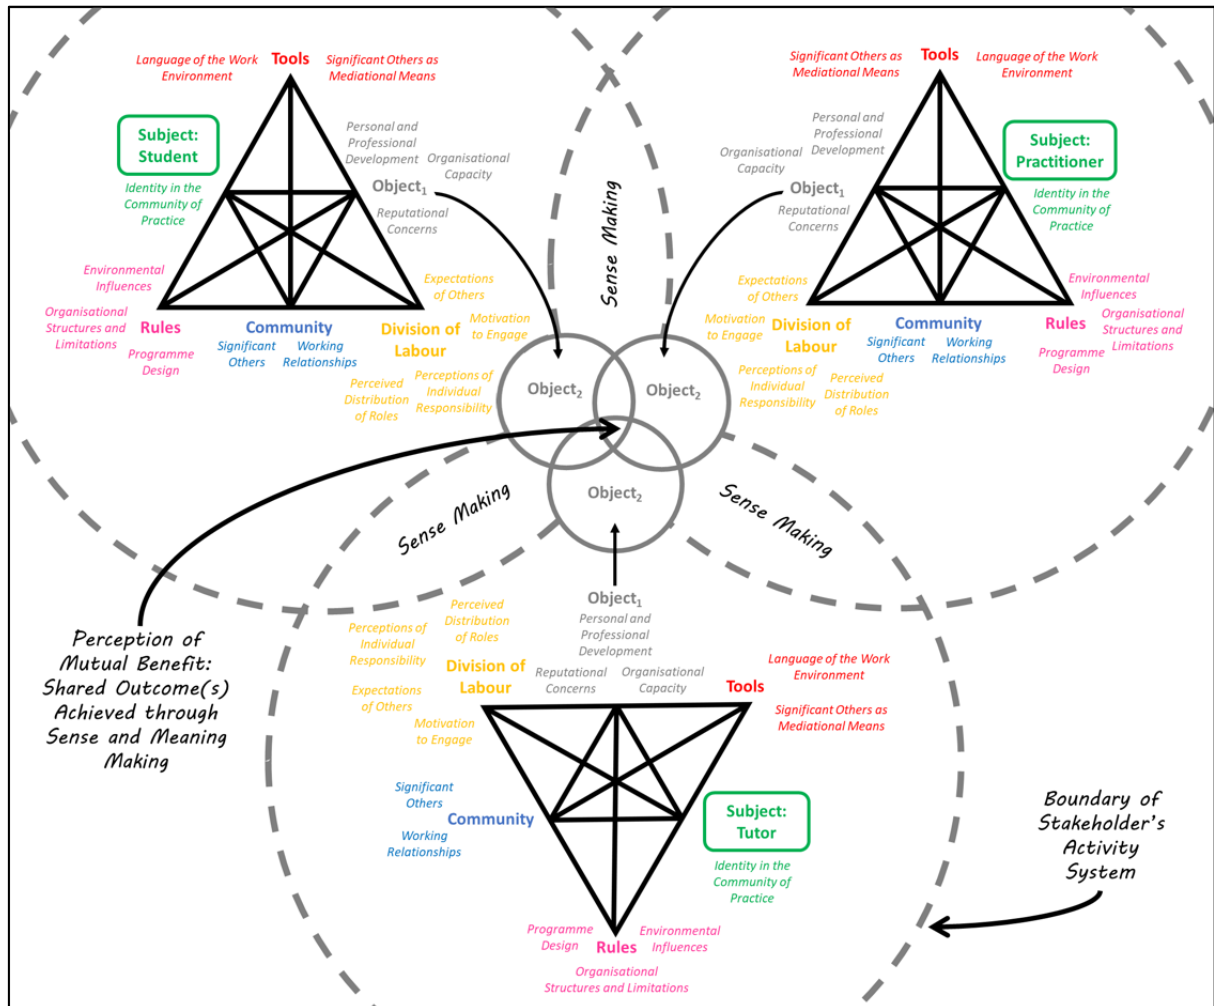 Language of the Work
Environment
Tools
Significant Others as
Mediational Means
Subject:
Student
Identity in the
Community of
Practice
Personal and
Professional
Development
Organisational
Capacity
Object₁
Reputational
Concerns
Environmental
Influences
Organisational
Structures and
Limitations
Rules
Programme
Design
Community
Significant
Others
Working
Relationships
Expectations
of Others
Division of
Labour
Motivation
to Engage
Perceived
Distribution
of Roles
Perceptions of
Individual
Responsibility
Sense Making
Significant Others as
Mediational Means
Tools
Language of the Work
Environment
Personal and
Professional
Development
Organisational
Capacity
Object₁
Reputational
Concerns
Subject:
Practitioner
Identity in the
Community of
Practice
Expectations
of Others
Motivation
to Engage
Division of
Labour
Perceptions of
Individual
Responsibility
Perceived
Distribution
of Roles
Community
Significant
Others
Working
Relationships
Environmental
Influences
Rules
Organisational
Structures and
Limitations
Programme
Design
Object₂
Object₂
Object₂
Sense Making
Sense Making
Object₁
Personal and
Professional
Development
Reputational
Concerns
Organisational
Capacity
Perceived
Distribution
of Roles
Perceptions of
Individual
Responsibility
Division of
Labour
Expectations
of Others
Motivation
to Engage
Tools
Language of the Work
Environment
Significant Others as
Mediational Means
Significant
Others
Community
Working
Relationships
Subject:
Tutor
Identity in the
Community of
Practice
Programme
Design
Rules
Environmental
Influences
Organisational
Structures and Limitations
Perception of
Mutual Benefit:
Shared Outcome(s)
Achieved through
Sense and Meaning
Making
Boundary of
Stakeholder's
Activity
System